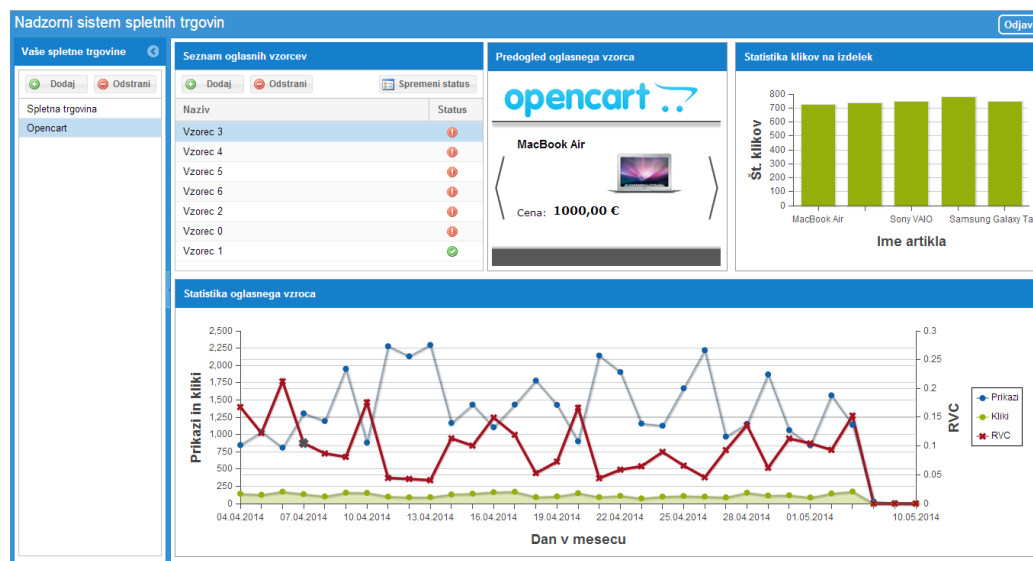 Nadzorni sistem spletnih trgovin
Odjav
Vaše spletne trgovine
Dodaj
Odstrani
Spletna trgovina
Opencart
Seznam oglasnih vzorcev
Dodaj
Odstrani
Spremeni status
Naziv
Status
Vzorec 3
Vzorec 4
Vzorec 5
Vzorec 6
Vzorec 2
Vzorec 0
Vzorec 1
Predogled oglasnega vzorca
opencart
MacBook Air
Cena: 1000,00 €
Statistika klikov na izdelek
Št. klikov
800
700
600
500
400
300
200
100
0
MacBook Air
Sony VAIO
Samsung Galaxy Ta
Ime artikla
Statistika oglasnega vzroca
Prikazi in kliki
2,500
2,250
2,000
1,750
1,500
1,250
1,000
750
500
250
0
0.3
0.25
0.2
0.15
0.1
0.05
0
RVC
04.04.2014
07.04.2014
10.04.2014
13.04.2014
16.04.2014
19.04.2014
22.04.2014
25.04.2014
28.04.2014
01.05.2014
10.05.2014
Dan v mesecu
Prikazi
Kliki
RVC